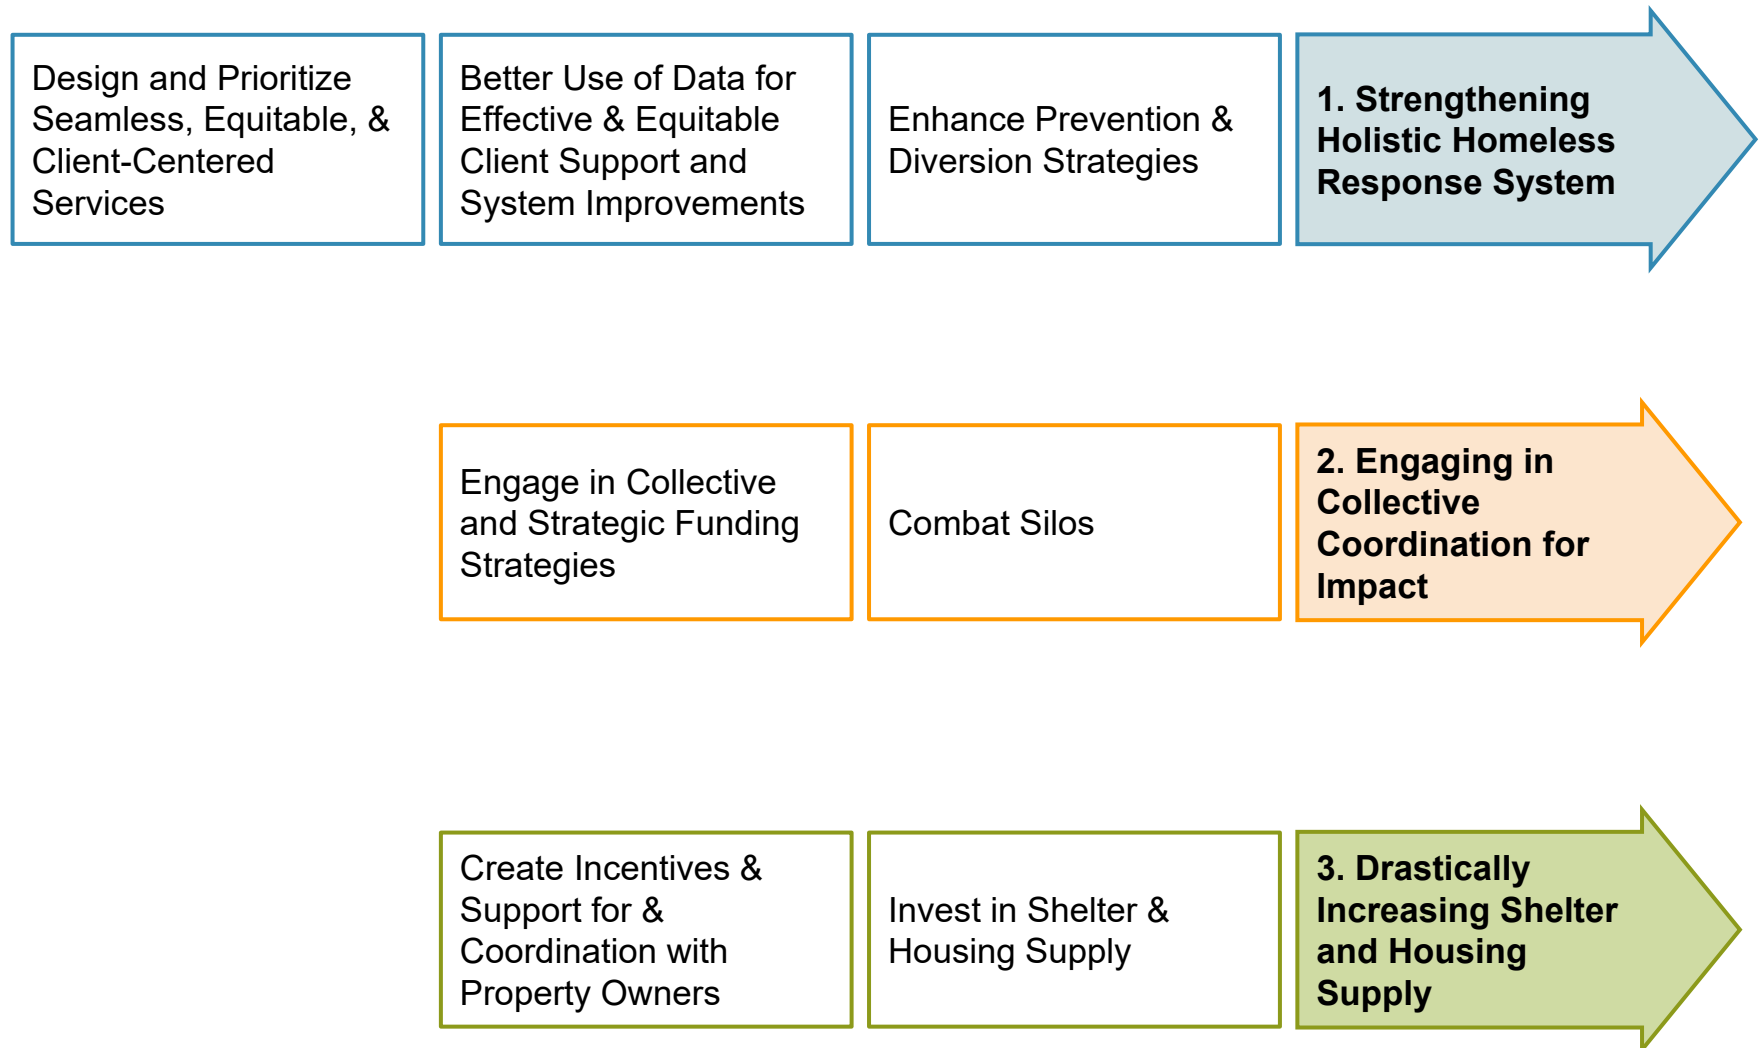 Design and Prioritize
Seamless, Equitable, &
Client-Centered
Services
Better Use of Data for
Effective & Equitable
Client Support and
System Improvements
Enhance Prevention &
Diversion Strategies
1. Strengthening
Holistic Homeless
Response System
Engage in Collective
and Strategic Funding
Strategies
Combat Silos
2. Engaging in
Collective
Coordination for
Impact
Create Incentives &
Support for &
Coordination with
Property Owners
Invest in Shelter &
Housing Supply
3. Drastically
Increasing Shelter
and Housing
Supply